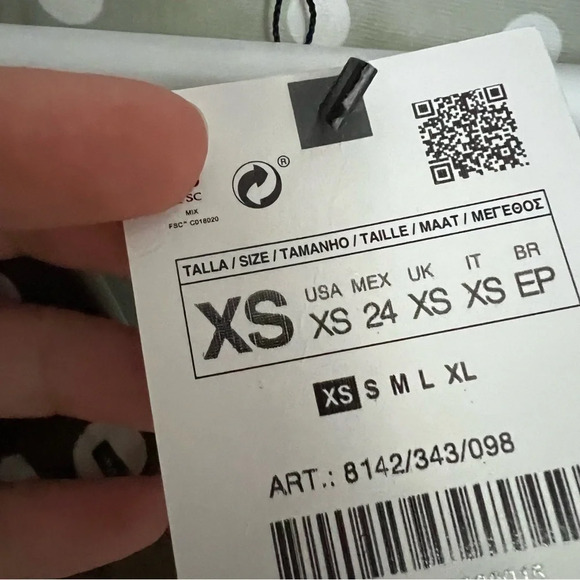 SC
MIX
FSC™ C018020
®
TALLA / SIZE / TAMANHO / TAILLE / MAAT / ΜΕΓΕΘΟΣ
XS
USA MEX UK IT BR
XS 24 XS XS EP
XS S M L XL
ART.: 8142/343/098